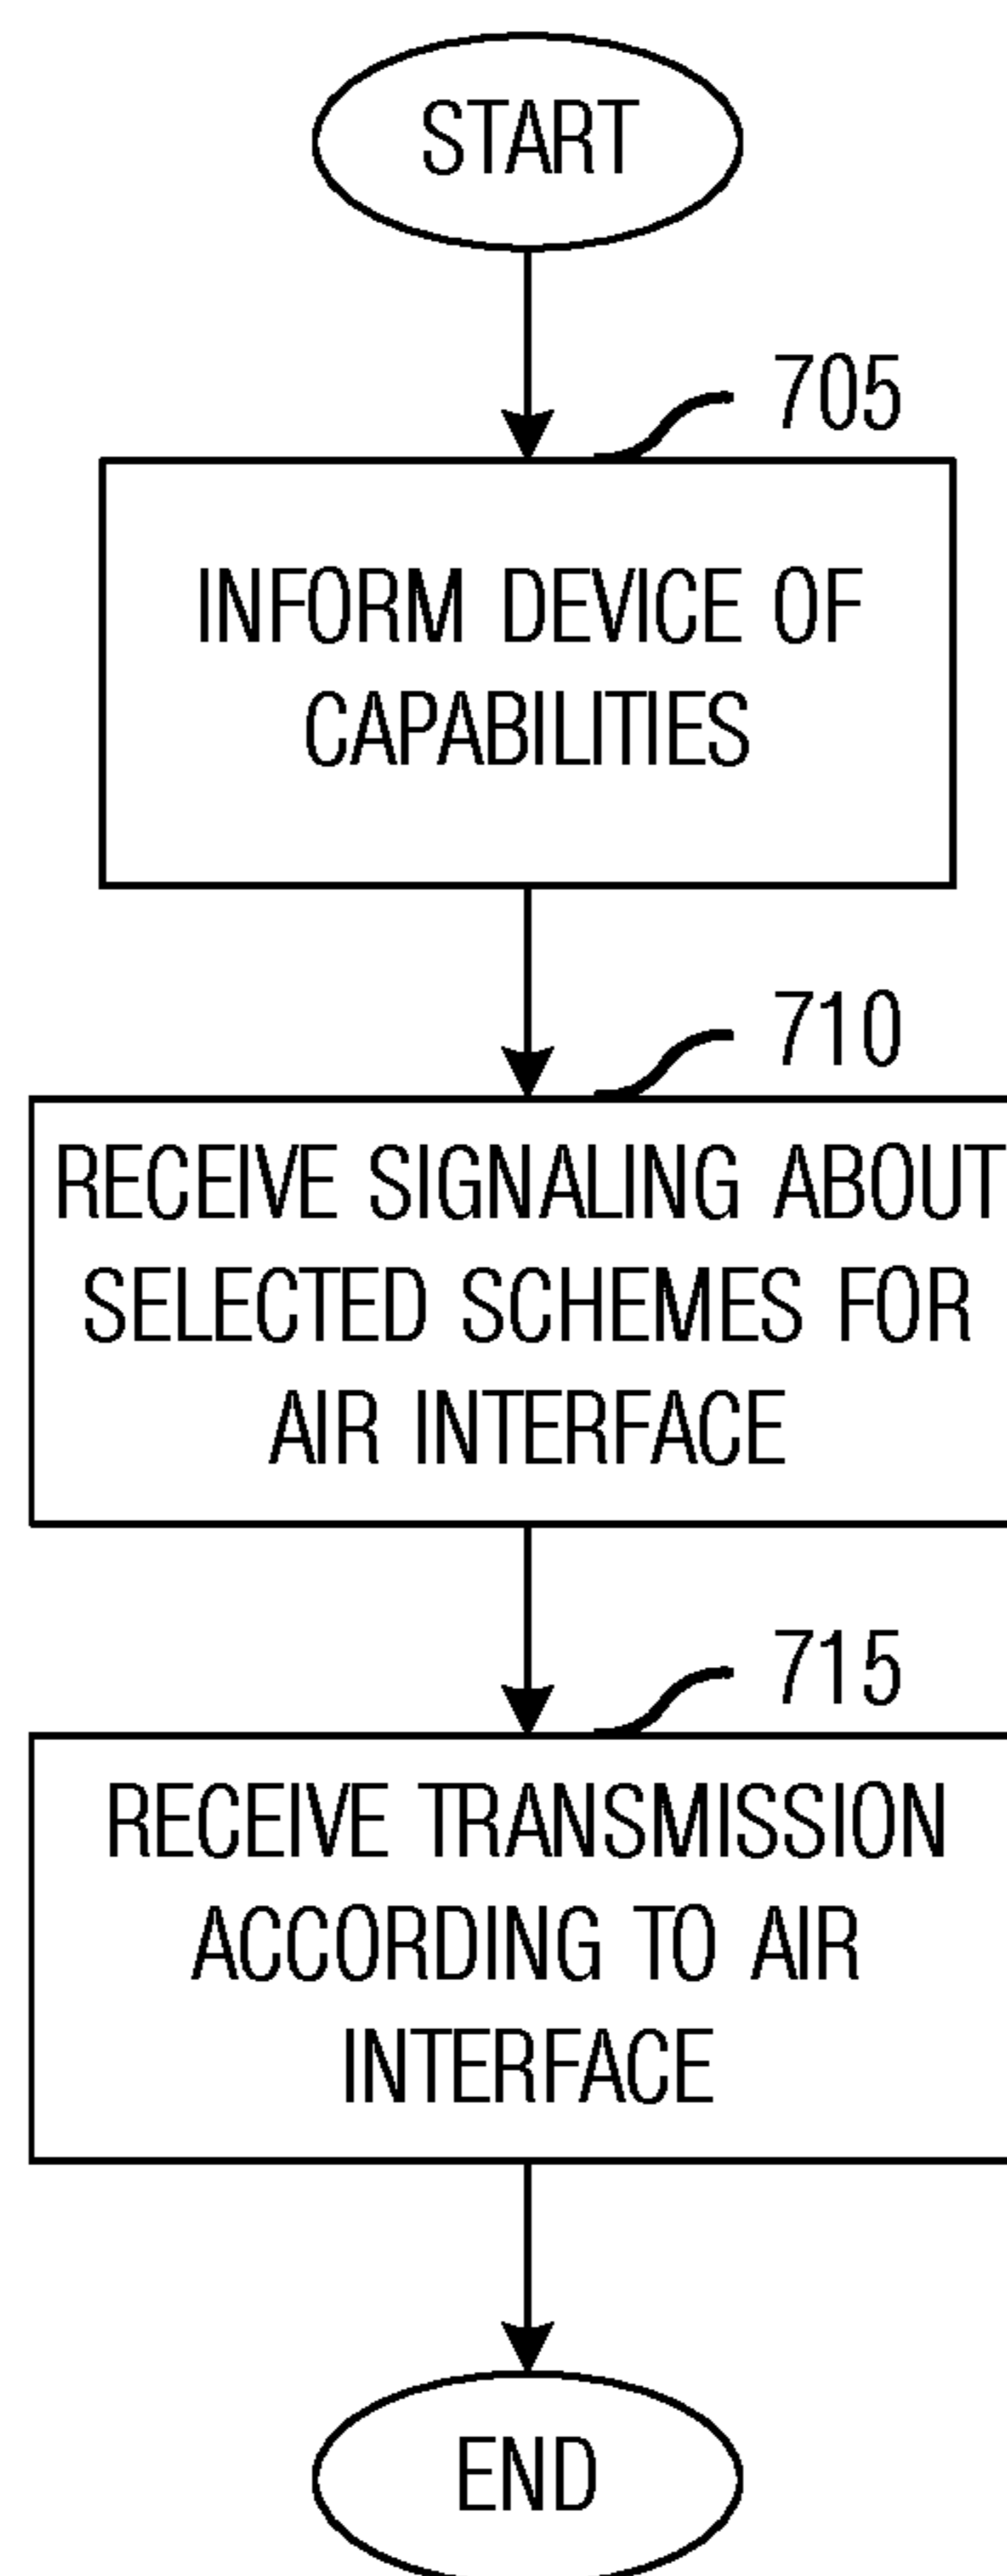 START
705
INFORM DEVICE OF
CAPABILITIES
710
RECEIVE SIGNALING ABOUT
SELECTED SCHEMES FOR
AIR INTERFACE
715
RECEIVE TRANSMISSION
ACCORDING TO AIR
INTERFACE
END